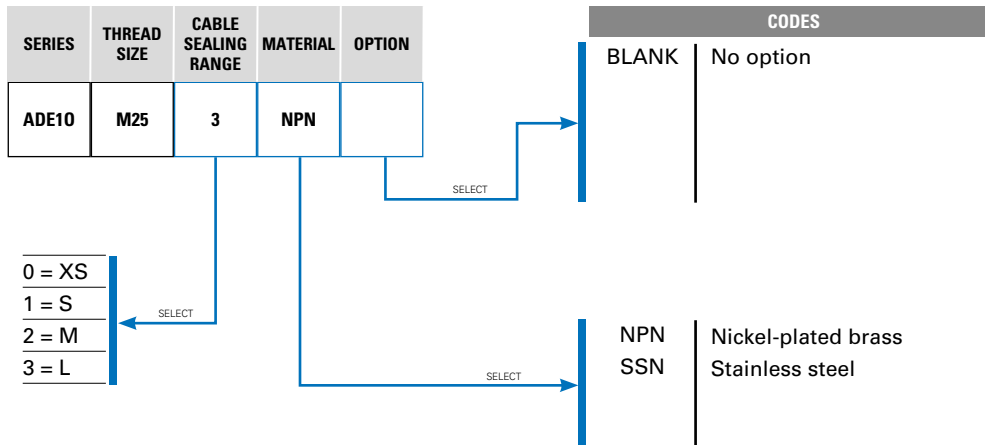 SERIES
THREAD SIZE
CABLE SEALING RANGE
MATERIAL
OPTION
ADE10
M25
3
NPN
SELECT
CODES
BLANK No option
0 = XS
1 = S
2 = M
3 = L
SELECT
SELECT
NPN Nickel-plated brass
SSN Stainless steel